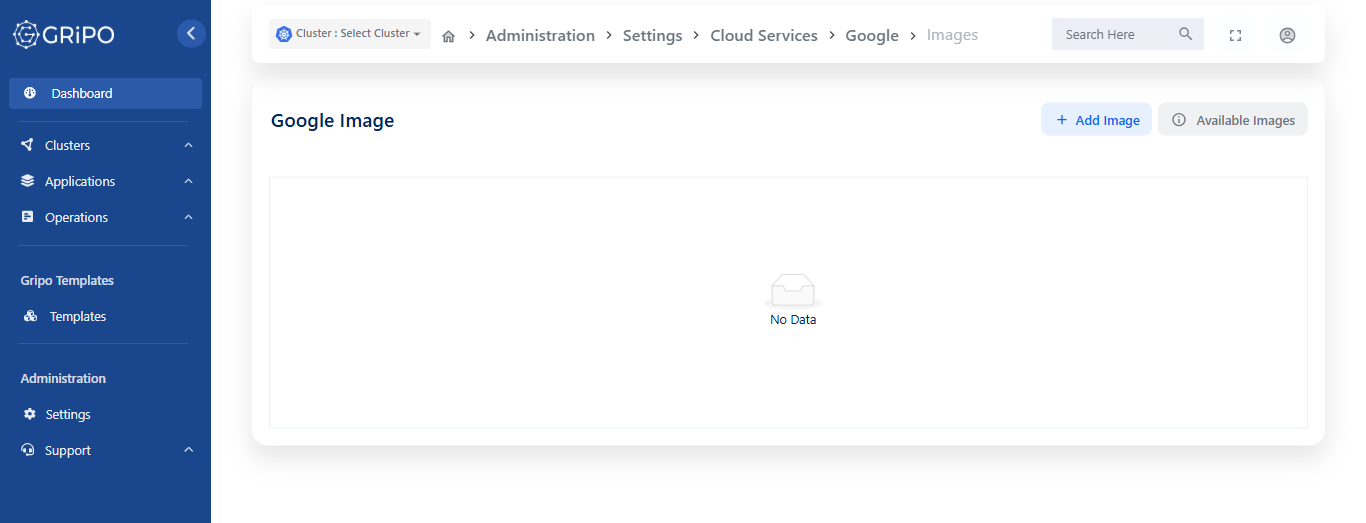 GRiPO
Dashboard
Clusters
Applications
Operations
Gripo Templates
Templates
Administration
Settings
Support
Cluster : Select Cluster
Administration
Settings
Cloud Services
Google
Images
Search Here
Google Image
Add Image
Available Images
No Data